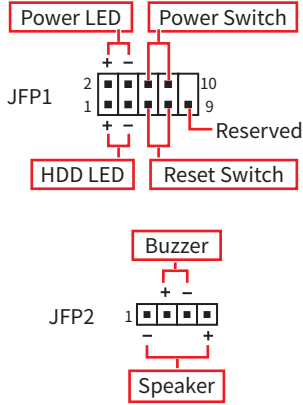 Power LED Power Switch
+ −
2 10
JFP1
1 9
+ −
Reserved
HDD LED Reset Switch
Buzzer
+ −
JFP2 1
− +
Speaker